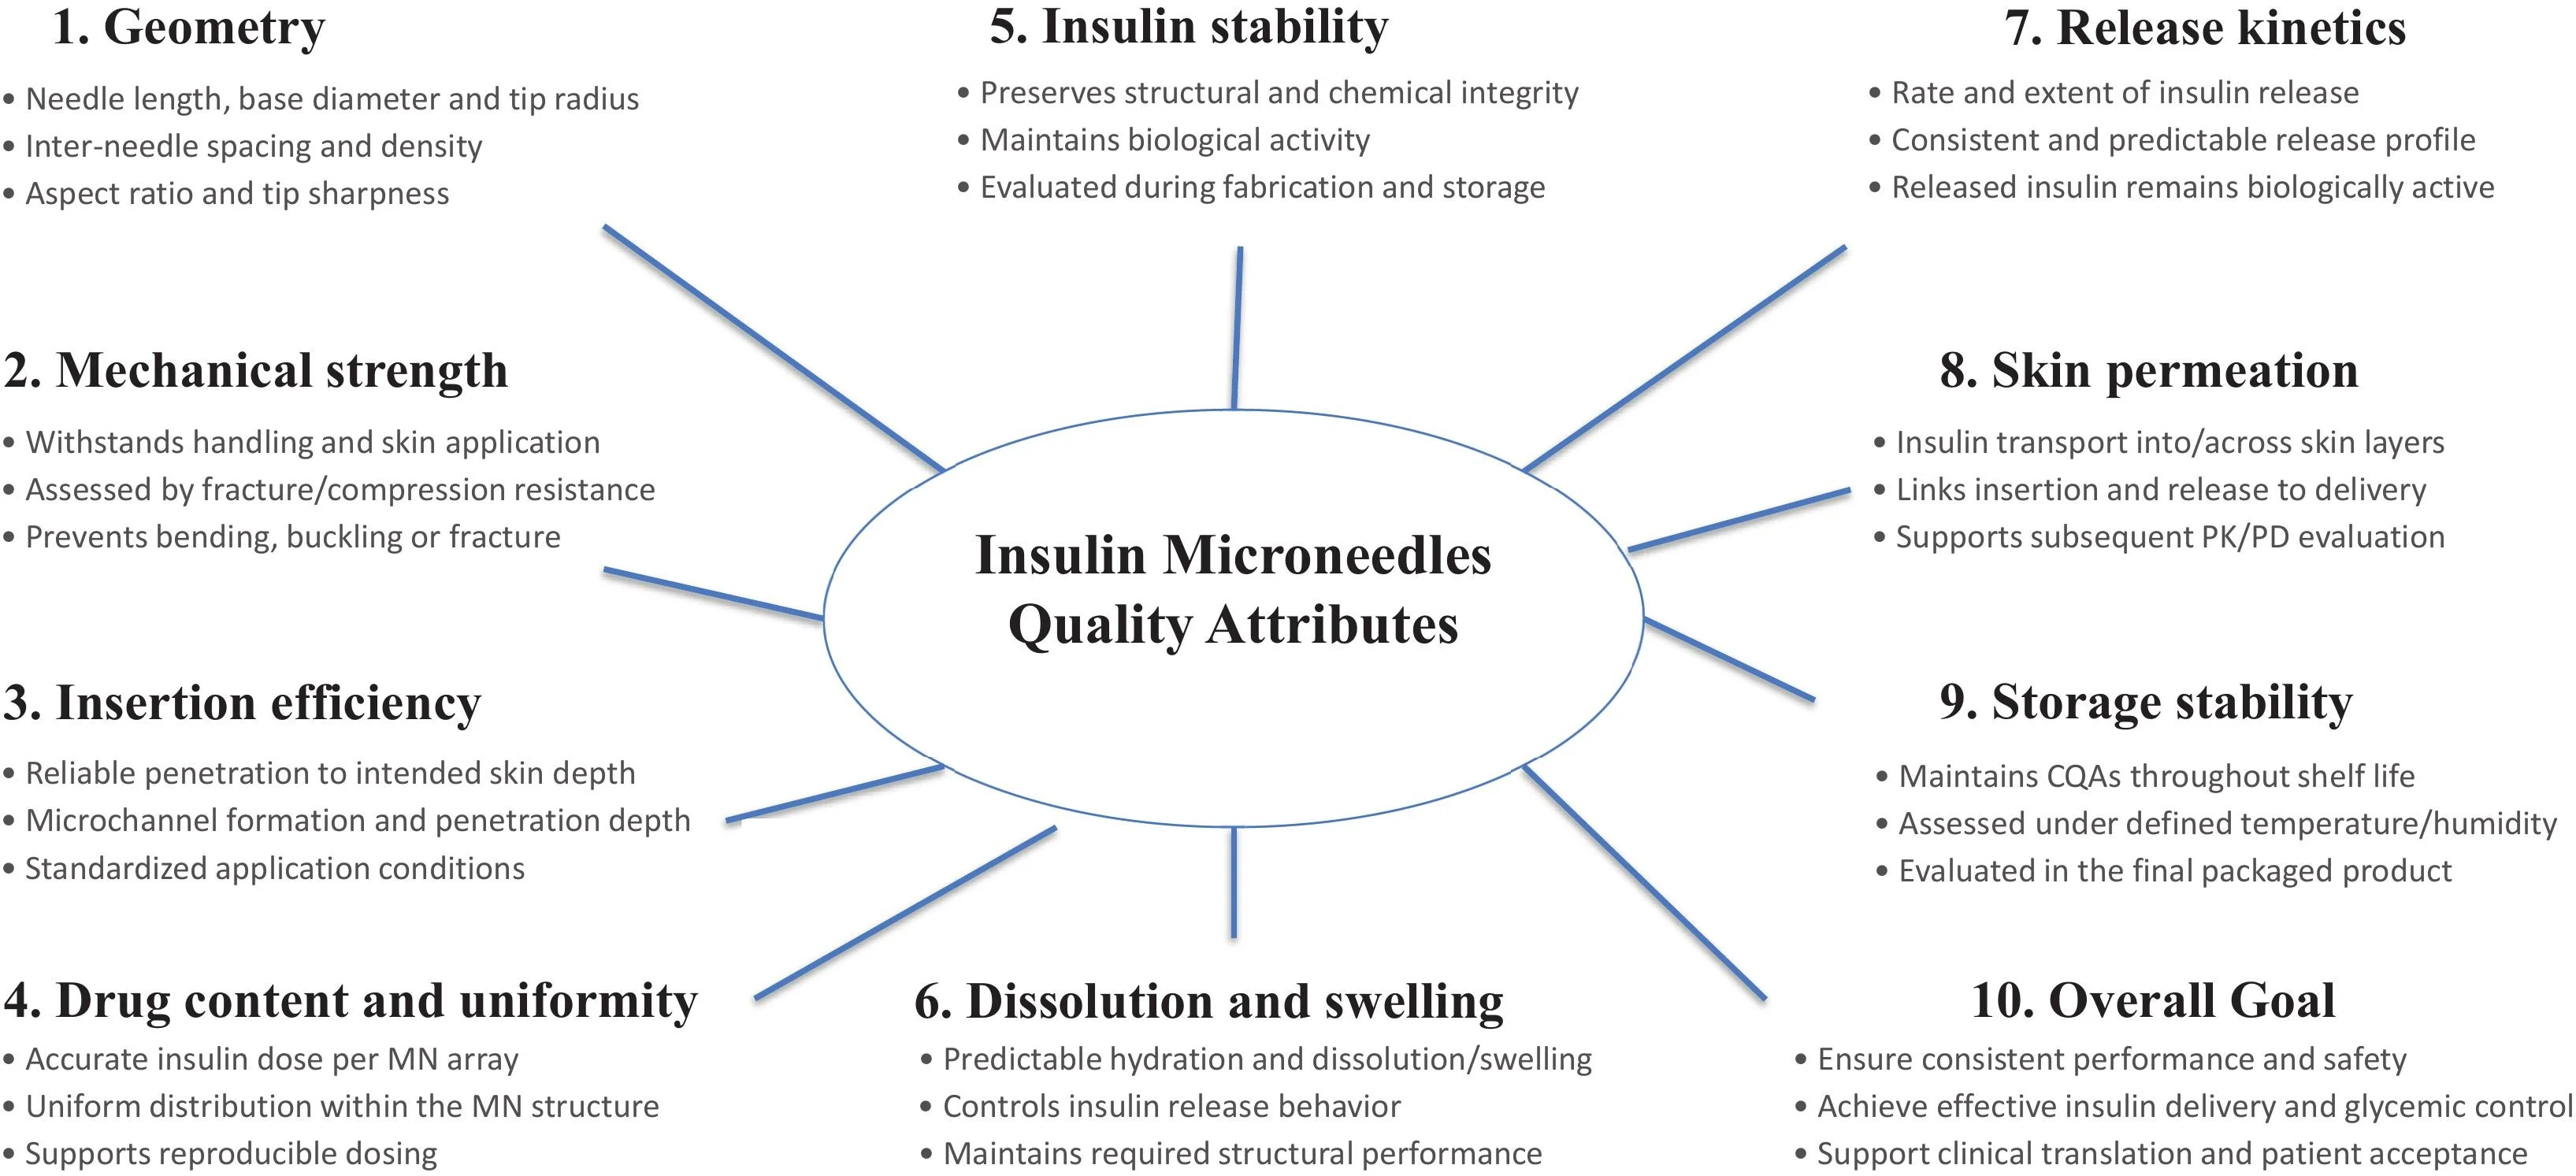 1. Geometry
• Needle length, base diameter and tip radius
• Inter-needle spacing and density
• Aspect ratio and tip sharpness
2. Mechanical strength
• Withstands handling and skin application
• Assessed by fracture/compression resistance
• Prevents bending, buckling or fracture
3. Insertion efficiency
• Reliable penetration to intended skin depth
• Microchannel formation and penetration depth
• Standardized application conditions
4. Drug content and uniformity
• Accurate insulin dose per MN array
• Uniform distribution within the MN structure
• Supports reproducible dosing
5. Insulin stability
• Preserves structural and chemical integrity
• Maintains biological activity
• Evaluated during fabrication and storage
Insulin Microneedles
Quality Attributes
6. Dissolution and swelling
• Predictable hydration and dissolution/swelling
• Controls insulin release behavior
• Maintains required structural performance
7. Release kinetics
• Rate and extent of insulin release
• Consistent and predictable release profile
• Released insulin remains biologically active
8. Skin permeation
• Insulin transport into/across skin layers
• Links insertion and release to delivery
• Supports subsequent PK/PD evaluation
9. Storage stability
• Maintains CQAs throughout shelf life
• Assessed under defined temperature/humidity
• Evaluated in the final packaged product
10. Overall Goal
• Ensure consistent performance and safety
• Achieve effective insulin delivery and glycemic control
• Support clinical translation and patient acceptance